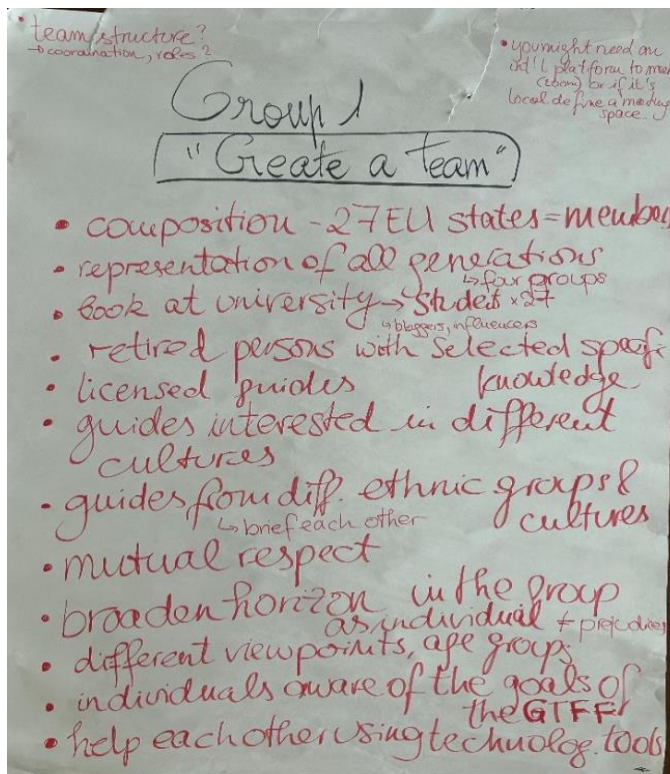 • team structure?
→ coordination, roles?
• you might need an
int'l platform to meet
(zoom) or if it's
local define a meeting
space.
Group 1
"Create a team"
• composition - 27 EU states = members
• representation of all generations
↳ four groups
• Look at university → student × 27
↳ bloggers, influencers
• retired persons with selected specific
knowledge
• licensed guides
• guides interested in different
cultures
• guides from diff. ethnic groups &
cultures
↳ brief each other
• mutual respect
• broaden horizon in the group
as individual
• different viewpoints, age groups
• individuals aware of the goals of
the GTFF
• help each other using technolog. tools